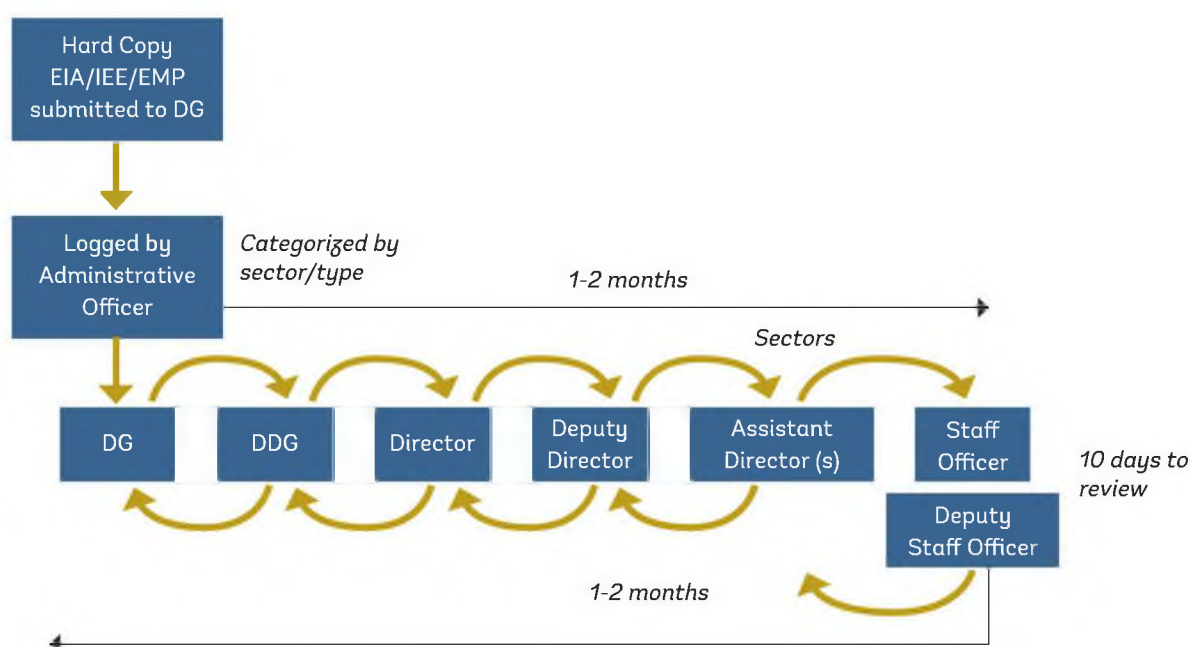 Hard Copy
EIA/IEE/EMP
submitted to DG
Logged by
Administrative
Officer
Categorized by
sector/type
1-2 months
Sectors
DG
DDG
Director
Deputy
Director
Assistant
Director (s)
Staff
Officer
10 days to
review
Deputy
Staff Officer
1-2 months